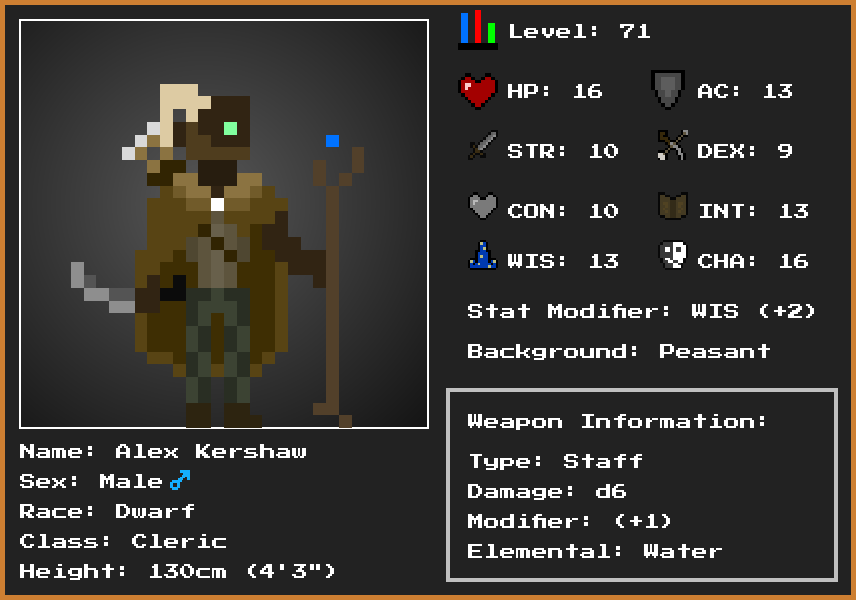 Level: 71
HP: 16 AC: 13
STR: 10 DEX: 9
CON: 10 INT: 13
WIS: 13 CHA: 16
Stat Modifier: WIS (+2)
Background: Peasant
Weapon Information:
Type: Staff
Damage: d6
Modifier: (+1)
Elemental: Water
Name: Alex Kershaw
Sex: Male ♂
Race: Dwarf
Class: Cleric
Height: 130cm (4'3")